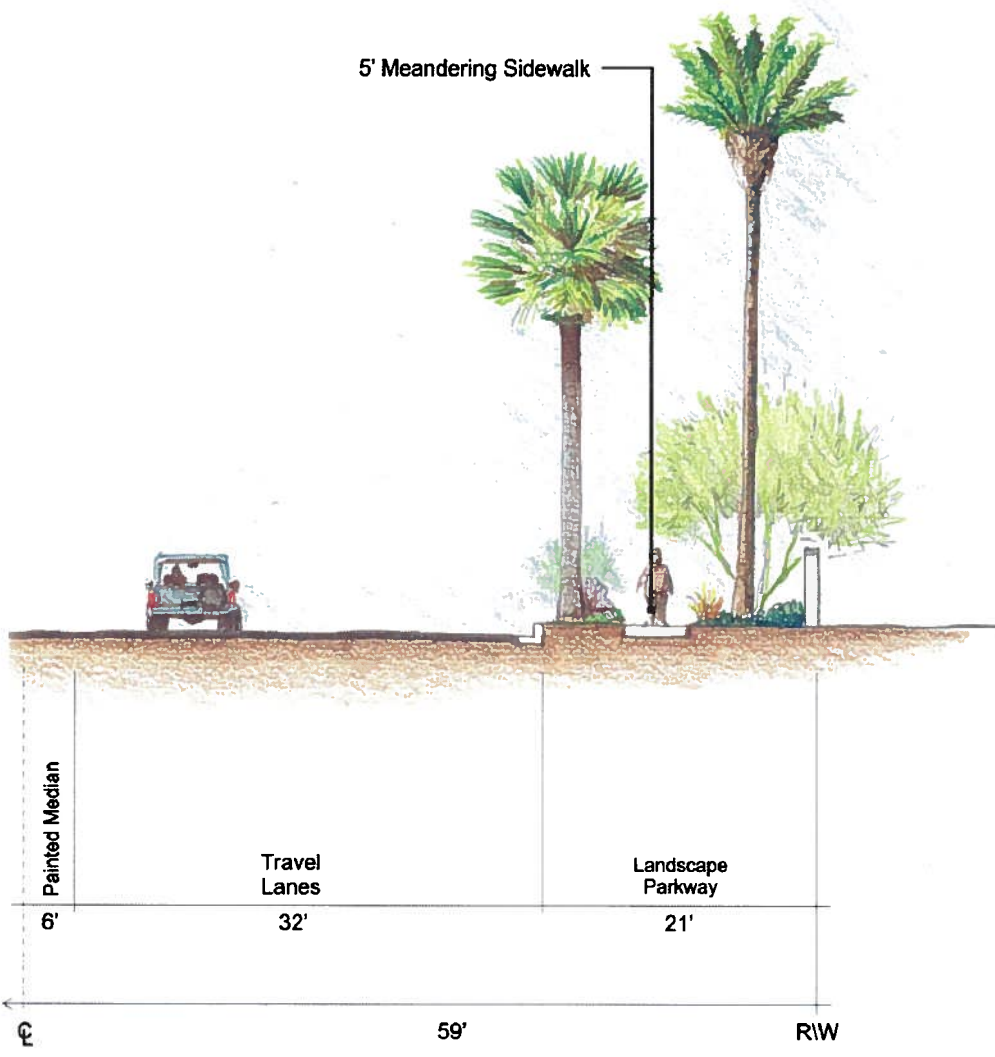 5' Meandering Sidewalk
Painted Median
Travel
Lanes
Landscape
Parkway
6'
32'
21'
℄
59'
R\W